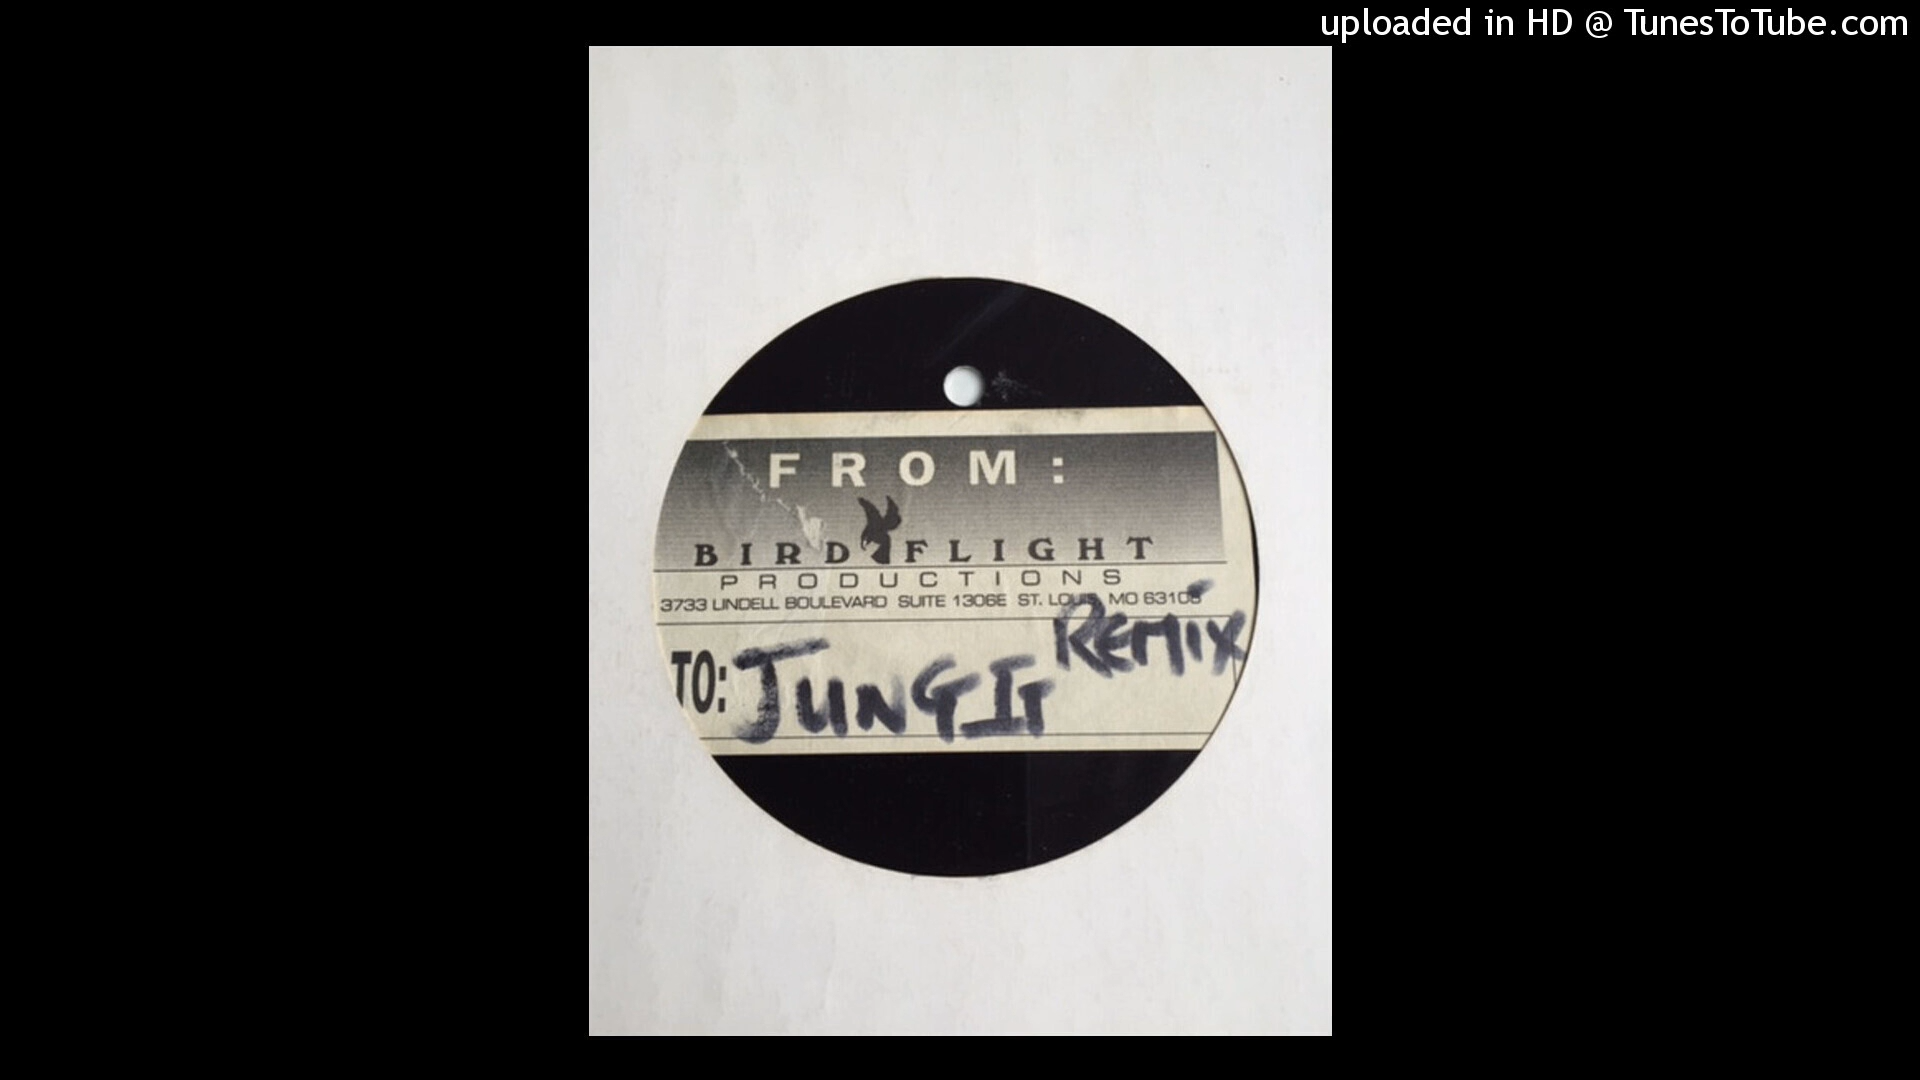 uploaded in HD @ TunesToTube.com
FROM:
BIRD FLIGHT
PRODUCTIONS
3733 LINDELL BOULEVARD SUITE 1306E ST. LOUIS, MO 63108
REMIX
TO: JUNG IT